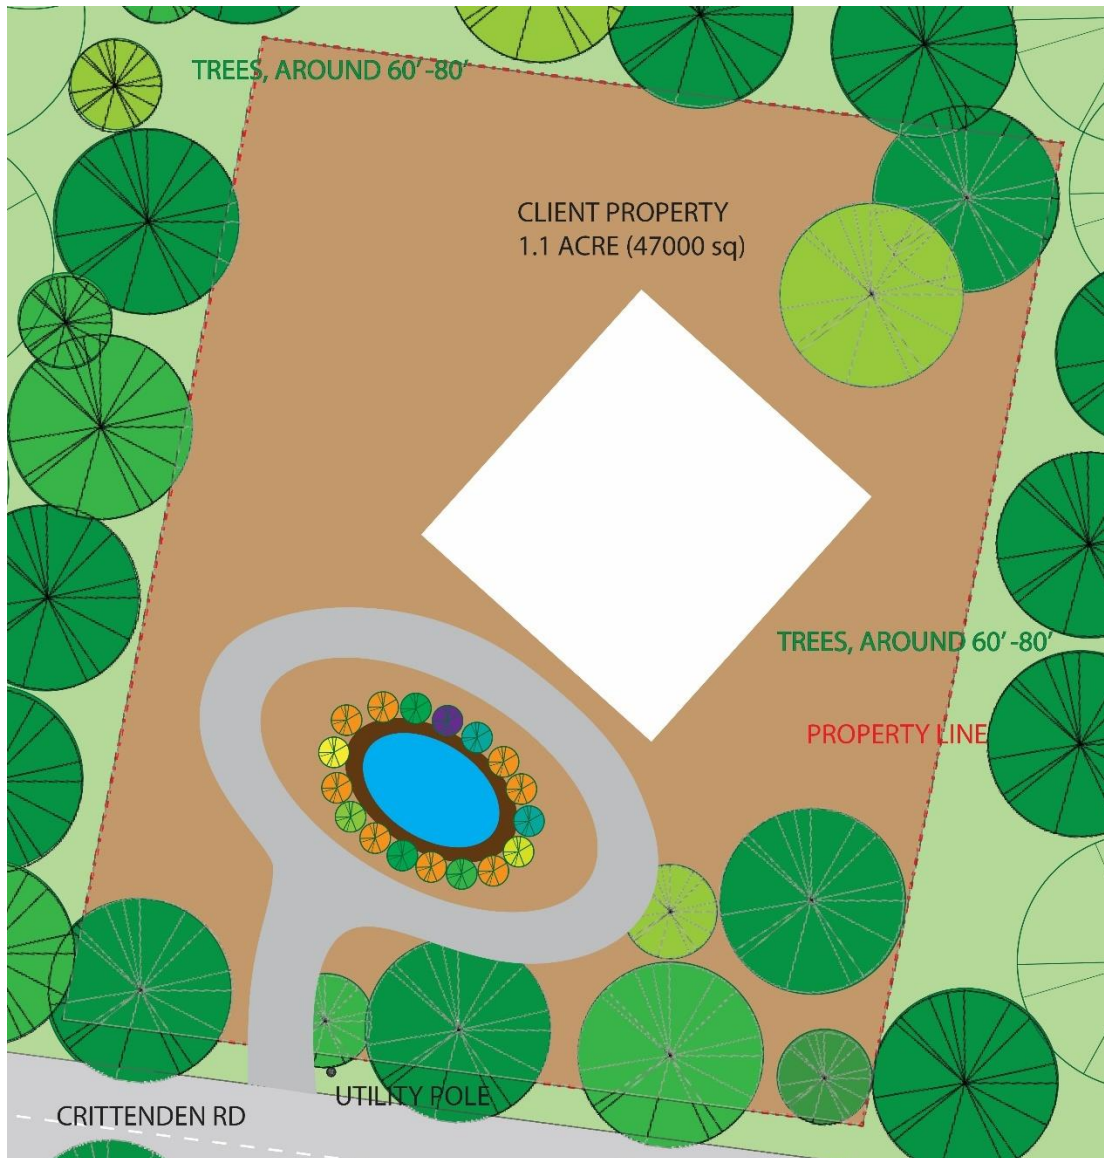 TREES, AROUND 60'-80'
CLIENT PROPERTY
1.1 ACRE (47000 sq)
TREES, AROUND 60'-80'
PROPERTY LINE
UTILITY POLE
CRITTENDEN RD